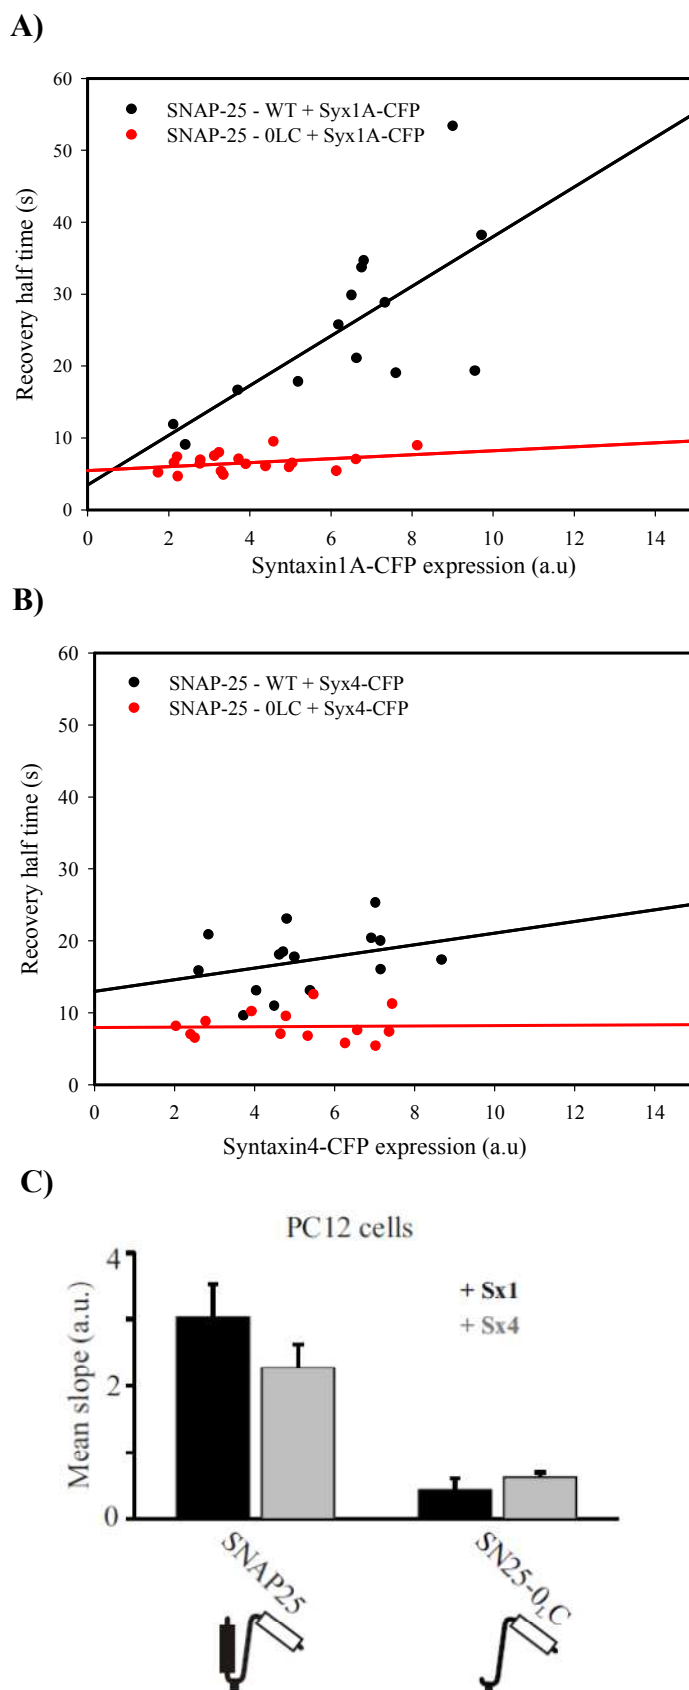 A)
60
50
40
30
20
10
0
Recovery half time (s)
SNAP-25 - WT + Syx1A-CFP
SNAP-25 - 0LC + Syx1A-CFP
0 2 4 6 8 10 12 14
Syntaxin1A-CFP expression (a.u)
B)
60
50
40
30
20
10
0
Recovery half time (s)
SNAP-25 - WT + Syx4-CFP
SNAP-25 - 0LC + Syx4-CFP
0 2 4 6 8 10 12 14
Syntaxin4-CFP expression (a.u)
C)
PC12 cells
4
2
0
Mean slope (a.u.)
+ Sx1
+ Sx4
SNAP25
SN25-0LC